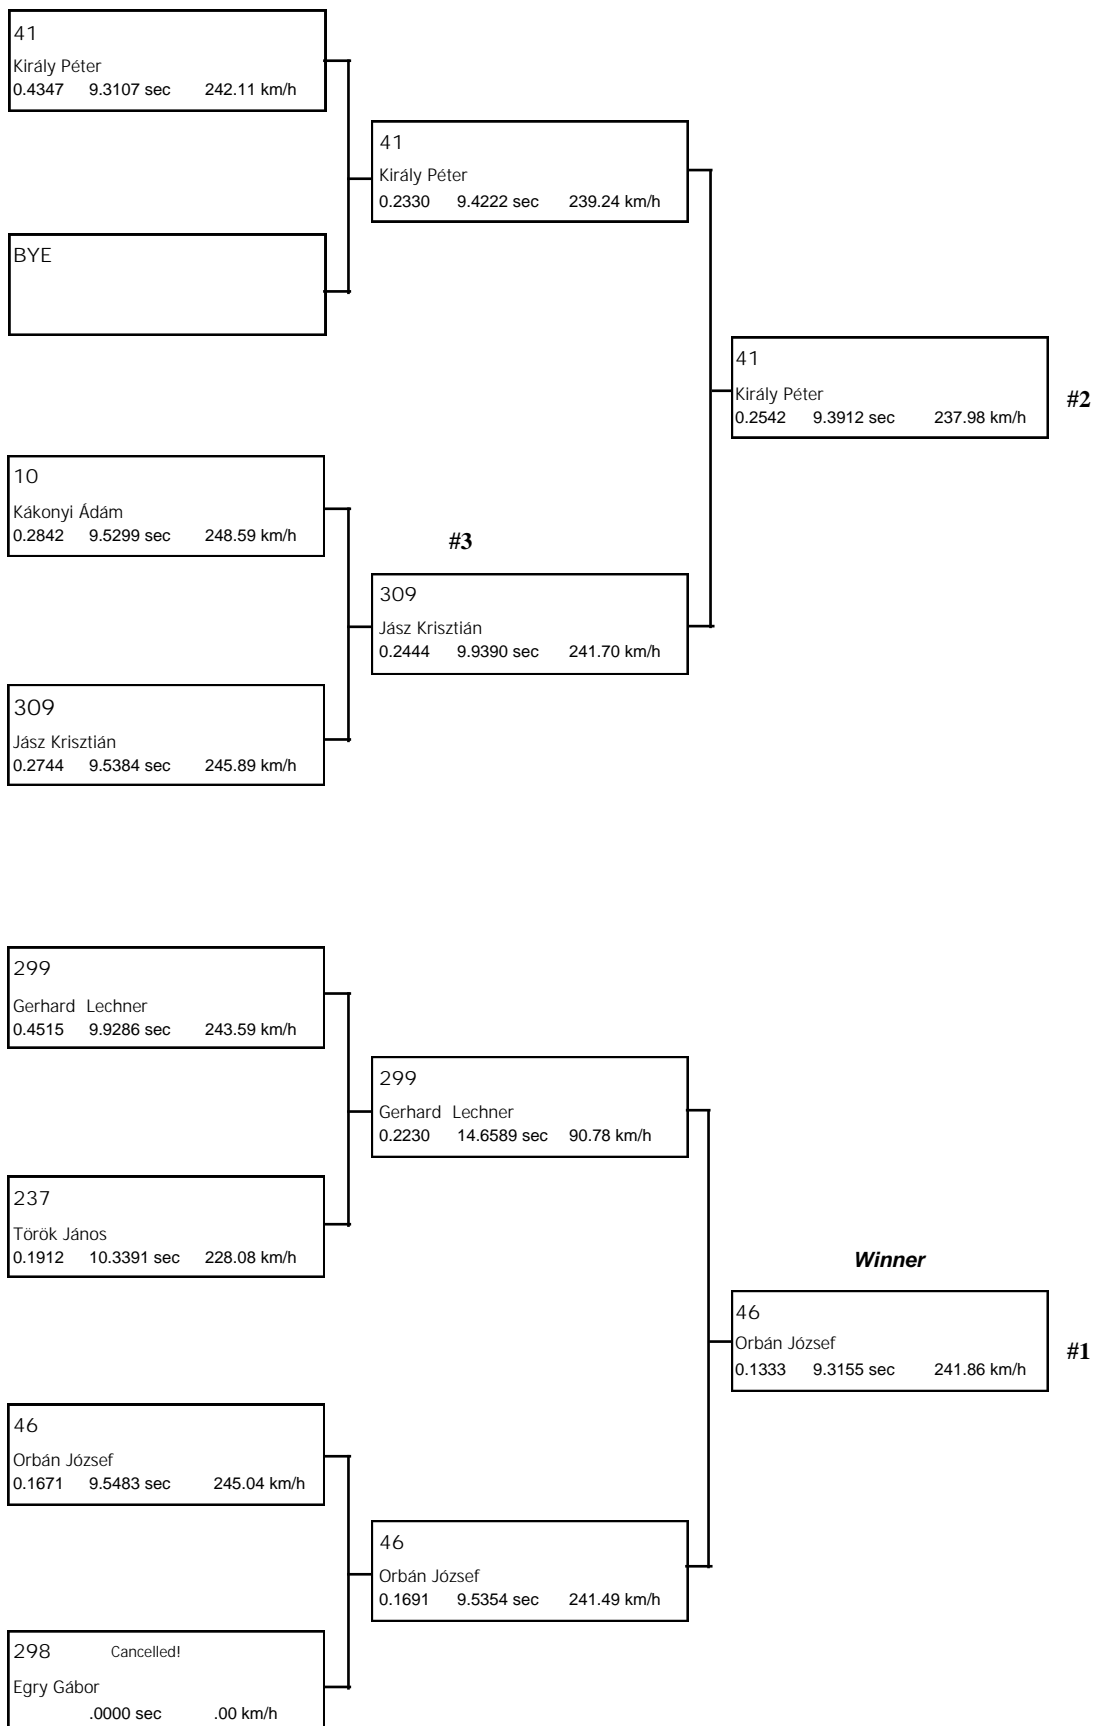 41
Király Péter
0.4347 9.3107 sec 242.11 km/h
41
Király Péter
0.2330 9.4222 sec 239.24 km/h
BYE
41
Király Péter
0.2542 9.3912 sec 237.98 km/h
#2
10
Kákonyi Ádám
0.2842 9.5299 sec 248.59 km/h
#3
309
Jász Krisztián
0.2444 9.9390 sec 241.70 km/h
309
Jász Krisztián
0.2744 9.5384 sec 245.89 km/h
299
Gerhard Lechner
0.4515 9.9286 sec 243.59 km/h
299
Gerhard Lechner
0.2230 14.6589 sec 90.78 km/h
237
Török János
0.1912 10.3391 sec 228.08 km/h
Winner
46
Orbán József
0.1333 9.3155 sec 241.86 km/h
#1
46
Orbán József
0.1671 9.5483 sec 245.04 km/h
46
Orbán József
0.1691 9.5354 sec 241.49 km/h
298 Cancelled!
Egry Gábor
.0000 sec .00 km/h